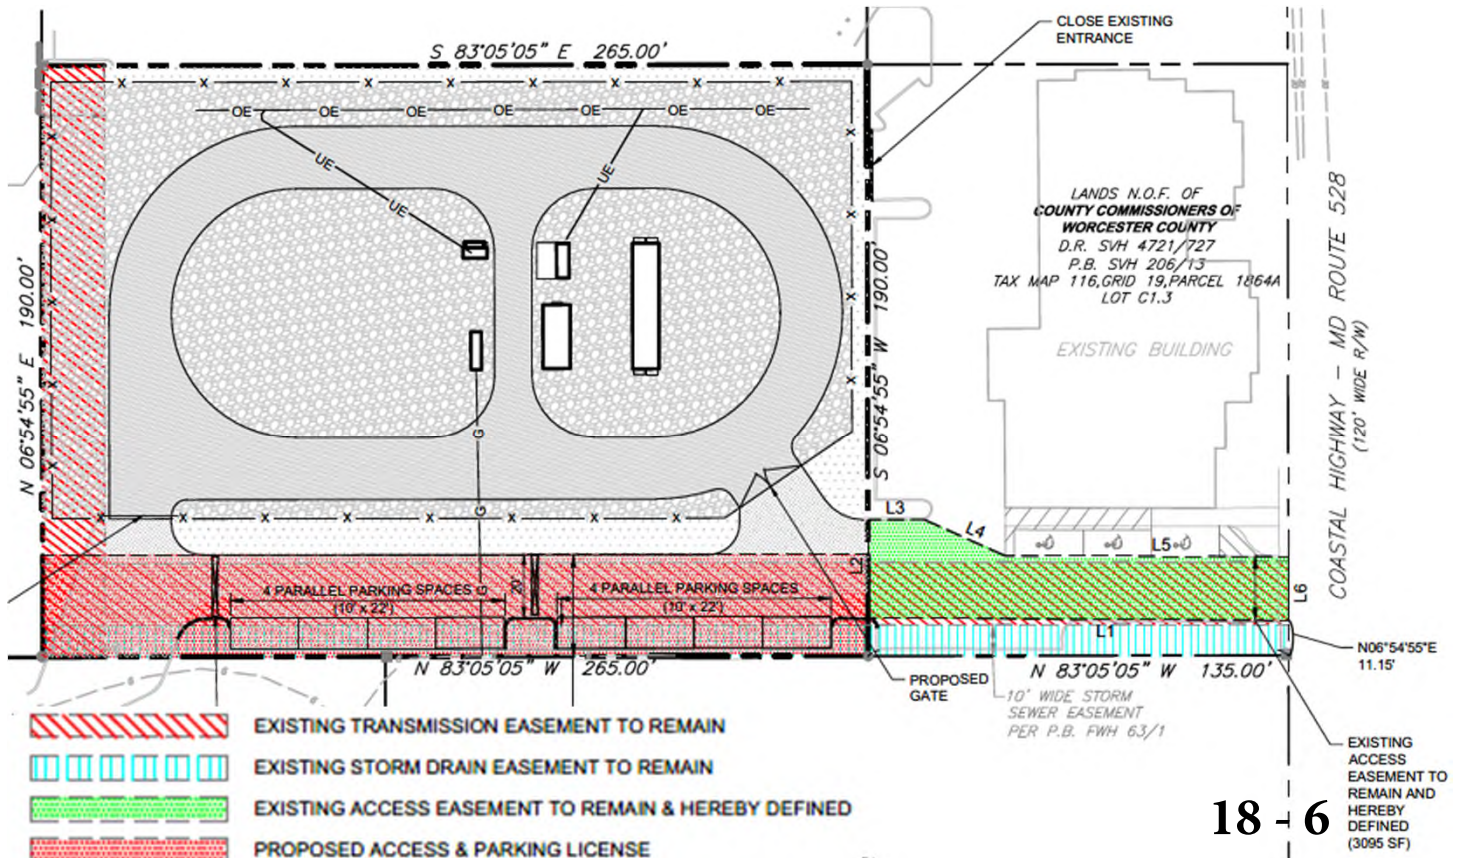 CLOSE EXISTING
ENTRANCE
S 83°05'05" E 265.00'
X X X X X X X X X
OE OE OE OE OE OE OE
UE
UE
UE
X
X
X
X
X
X
X
X
X
N 06°54'55" E 190.00'
S 06°54'55" W 190.00'
LANDS N.O.F. OF
COUNTY COMMISSIONERS OF
WORCESTER COUNTY
D.R. SVH 4721/727
P.B. SVH 206/13
TAX MAP 116,GRID 19,PARCEL 1864A
LOT C1.3
EXISTING BUILDING
COASTAL HIGHWAY – MD ROUTE 528
(120' WIDE R/W)
G
G
G
X X X X X X X X
L3
L4
L5
L2
L6
L1
4 PARALLEL PARKING SPACES
(10' x 22')
20'
4 PARALLEL PARKING SPACES
(10' x 22')
N 83°05'05" W 265.00'
N 83°05'05" W 135.00'
N06°54'55"E
11.15'
PROPOSED
GATE
10' WIDE STORM
SEWER EASEMENT
PER P.B. FWH 63/1
EXISTING
ACCESS
EASEMENT TO
REMAIN AND
HEREBY
DEFINED
(3095 SF)
EXISTING TRANSMISSION EASEMENT TO REMAIN
EXISTING STORM DRAIN EASEMENT TO REMAIN
EXISTING ACCESS EASEMENT TO REMAIN & HEREBY DEFINED
PROPOSED ACCESS & PARKING LICENSE
18 - 6